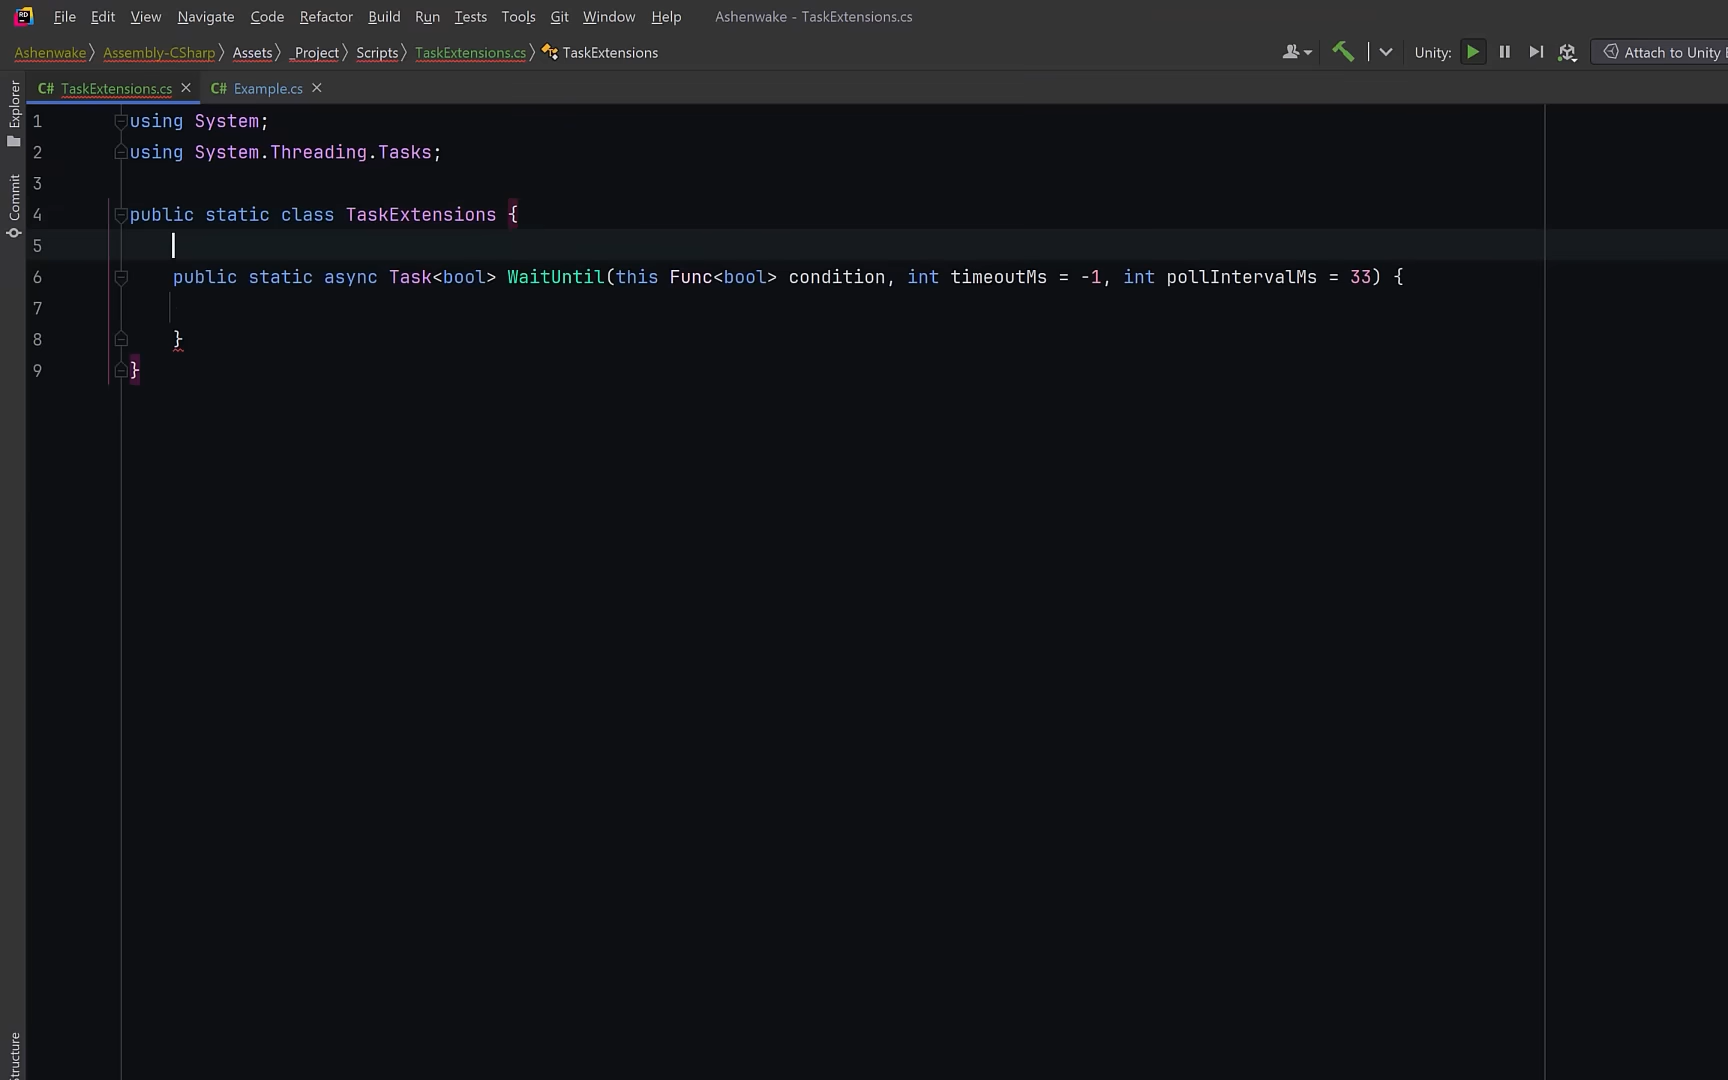 RD File Edit View Navigate Code Refactor Build Run Tests Tools Git Window Help Ashenwake - TaskExtensions.cs
Ashenwake Assembly-CSharp Assets _Project Scripts TaskExtensions.cs TaskExtensions Unity: Attach to Unity
C# TaskExtensions.cs C# Example.cs
Explorer
Commit
Structure
1 using System;
2 using System.Threading.Tasks;
3
4 public static class TaskExtensions {
5
6 public static async Task<bool> WaitUntil(this Func<bool> condition, int timeoutMs = -1, int pollIntervalMs = 33) {
7
8 }
9 }